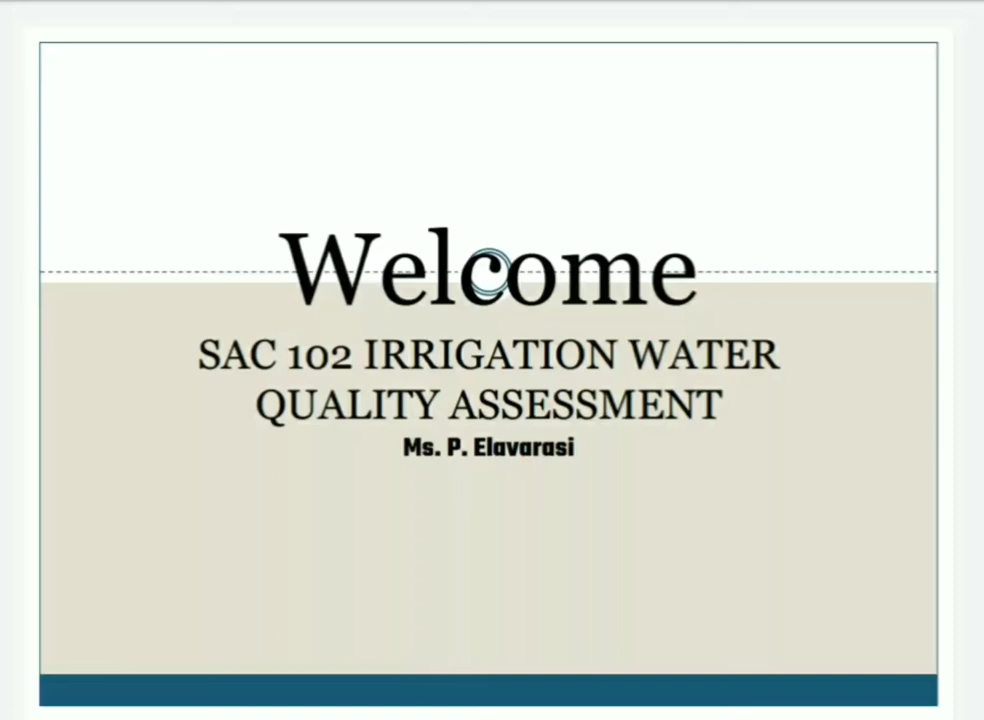 Welcome
SAC 102 IRRIGATION WATER
QUALITY ASSESSMENT
Ms. P. Elavarasi